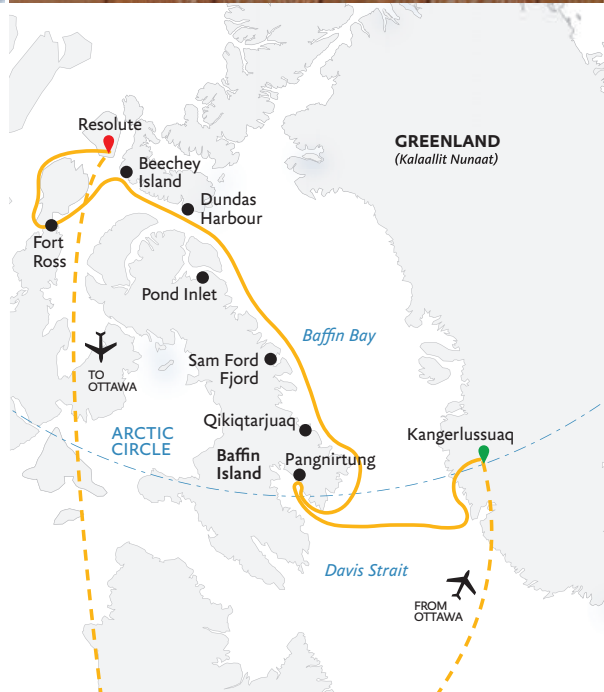 Resolute
GREENLAND
(Kalaallit Nunaat)
Beechey
Island
Dundas
Harbour
Fort
Ross
Pond Inlet
Baffin Bay
Sam Ford
Fjord
TO
OTTAWA
Qikiqtarjuaq
ARCTIC
CIRCLE
Kangerlussuaq
Baffin
Island
Pangnirtung
Davis Strait
FROM
OTTAWA